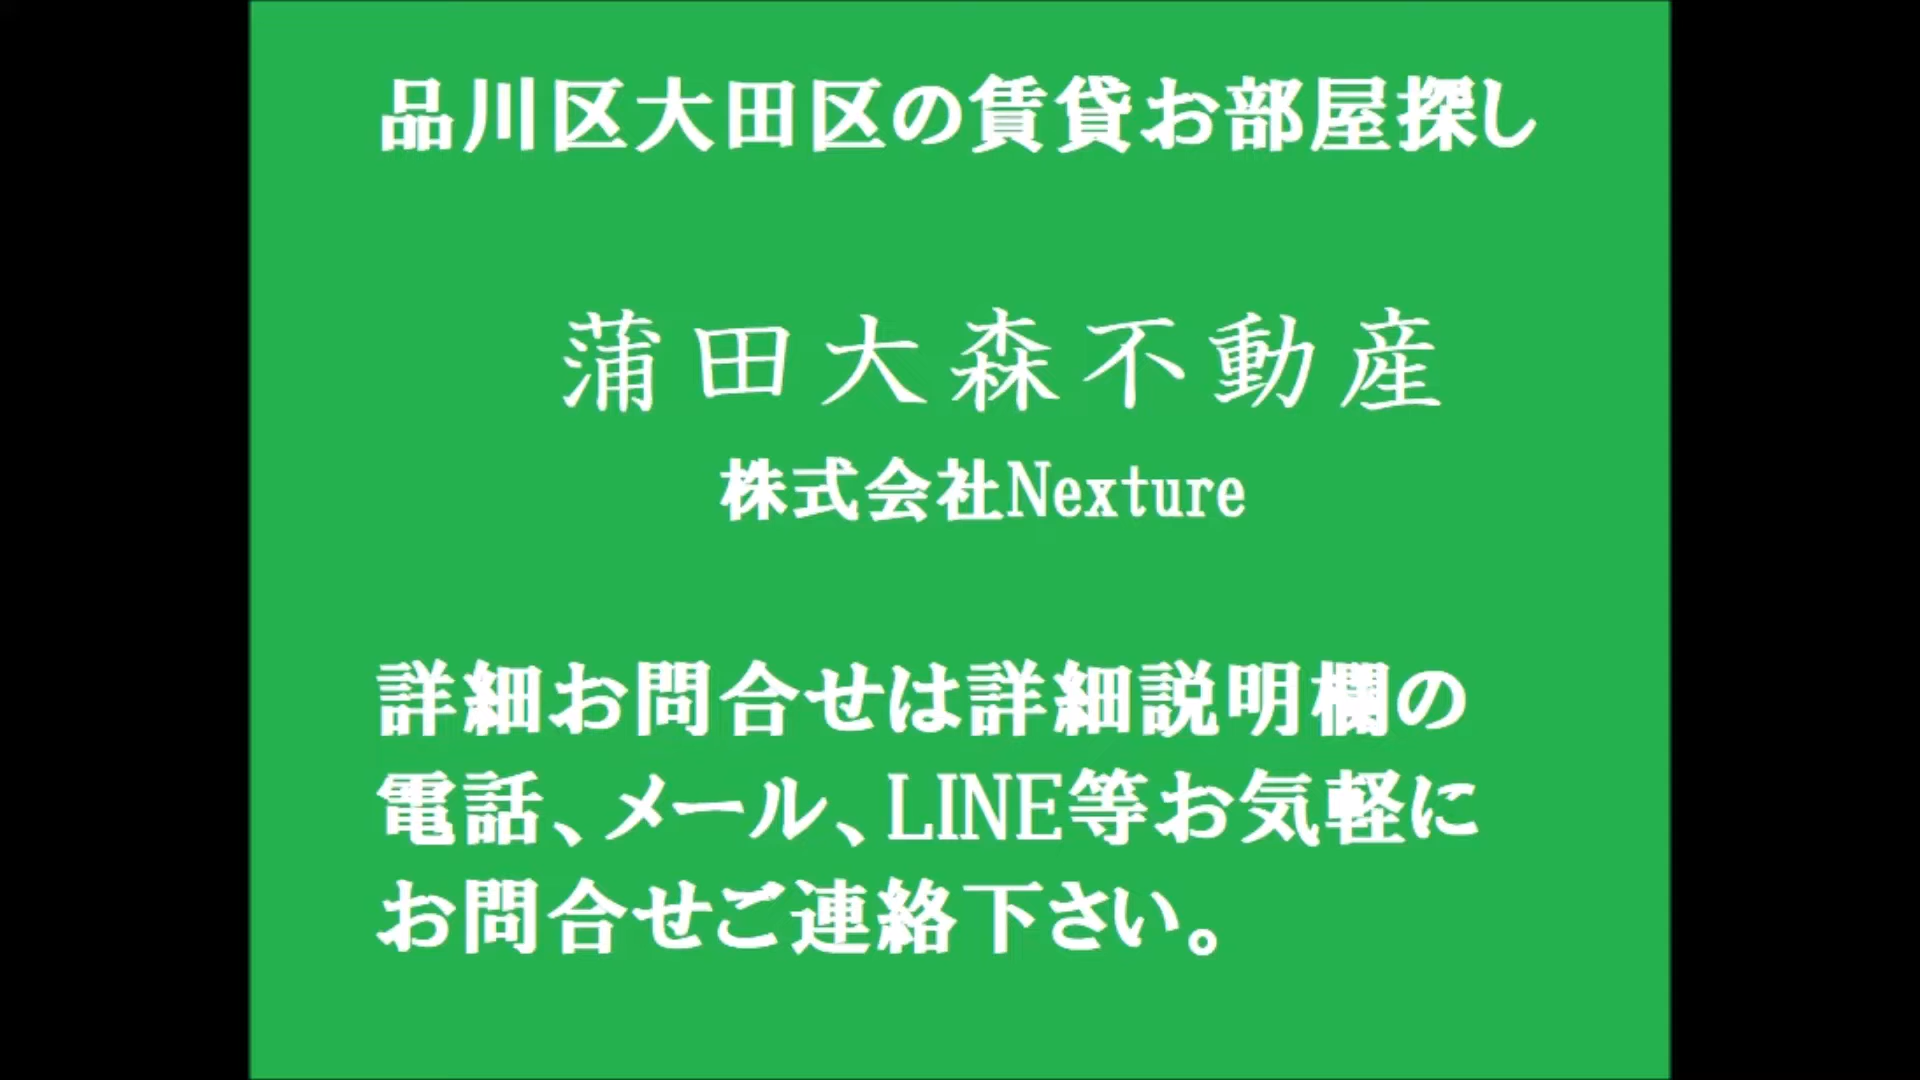 品川区大田区の賃貸お部屋探し
蒲田大森不動産
株式会社Nexture
詳細お問合せは詳細説明欄の
電話、メール、LINE等お気軽に
お問合せご連絡下さい。